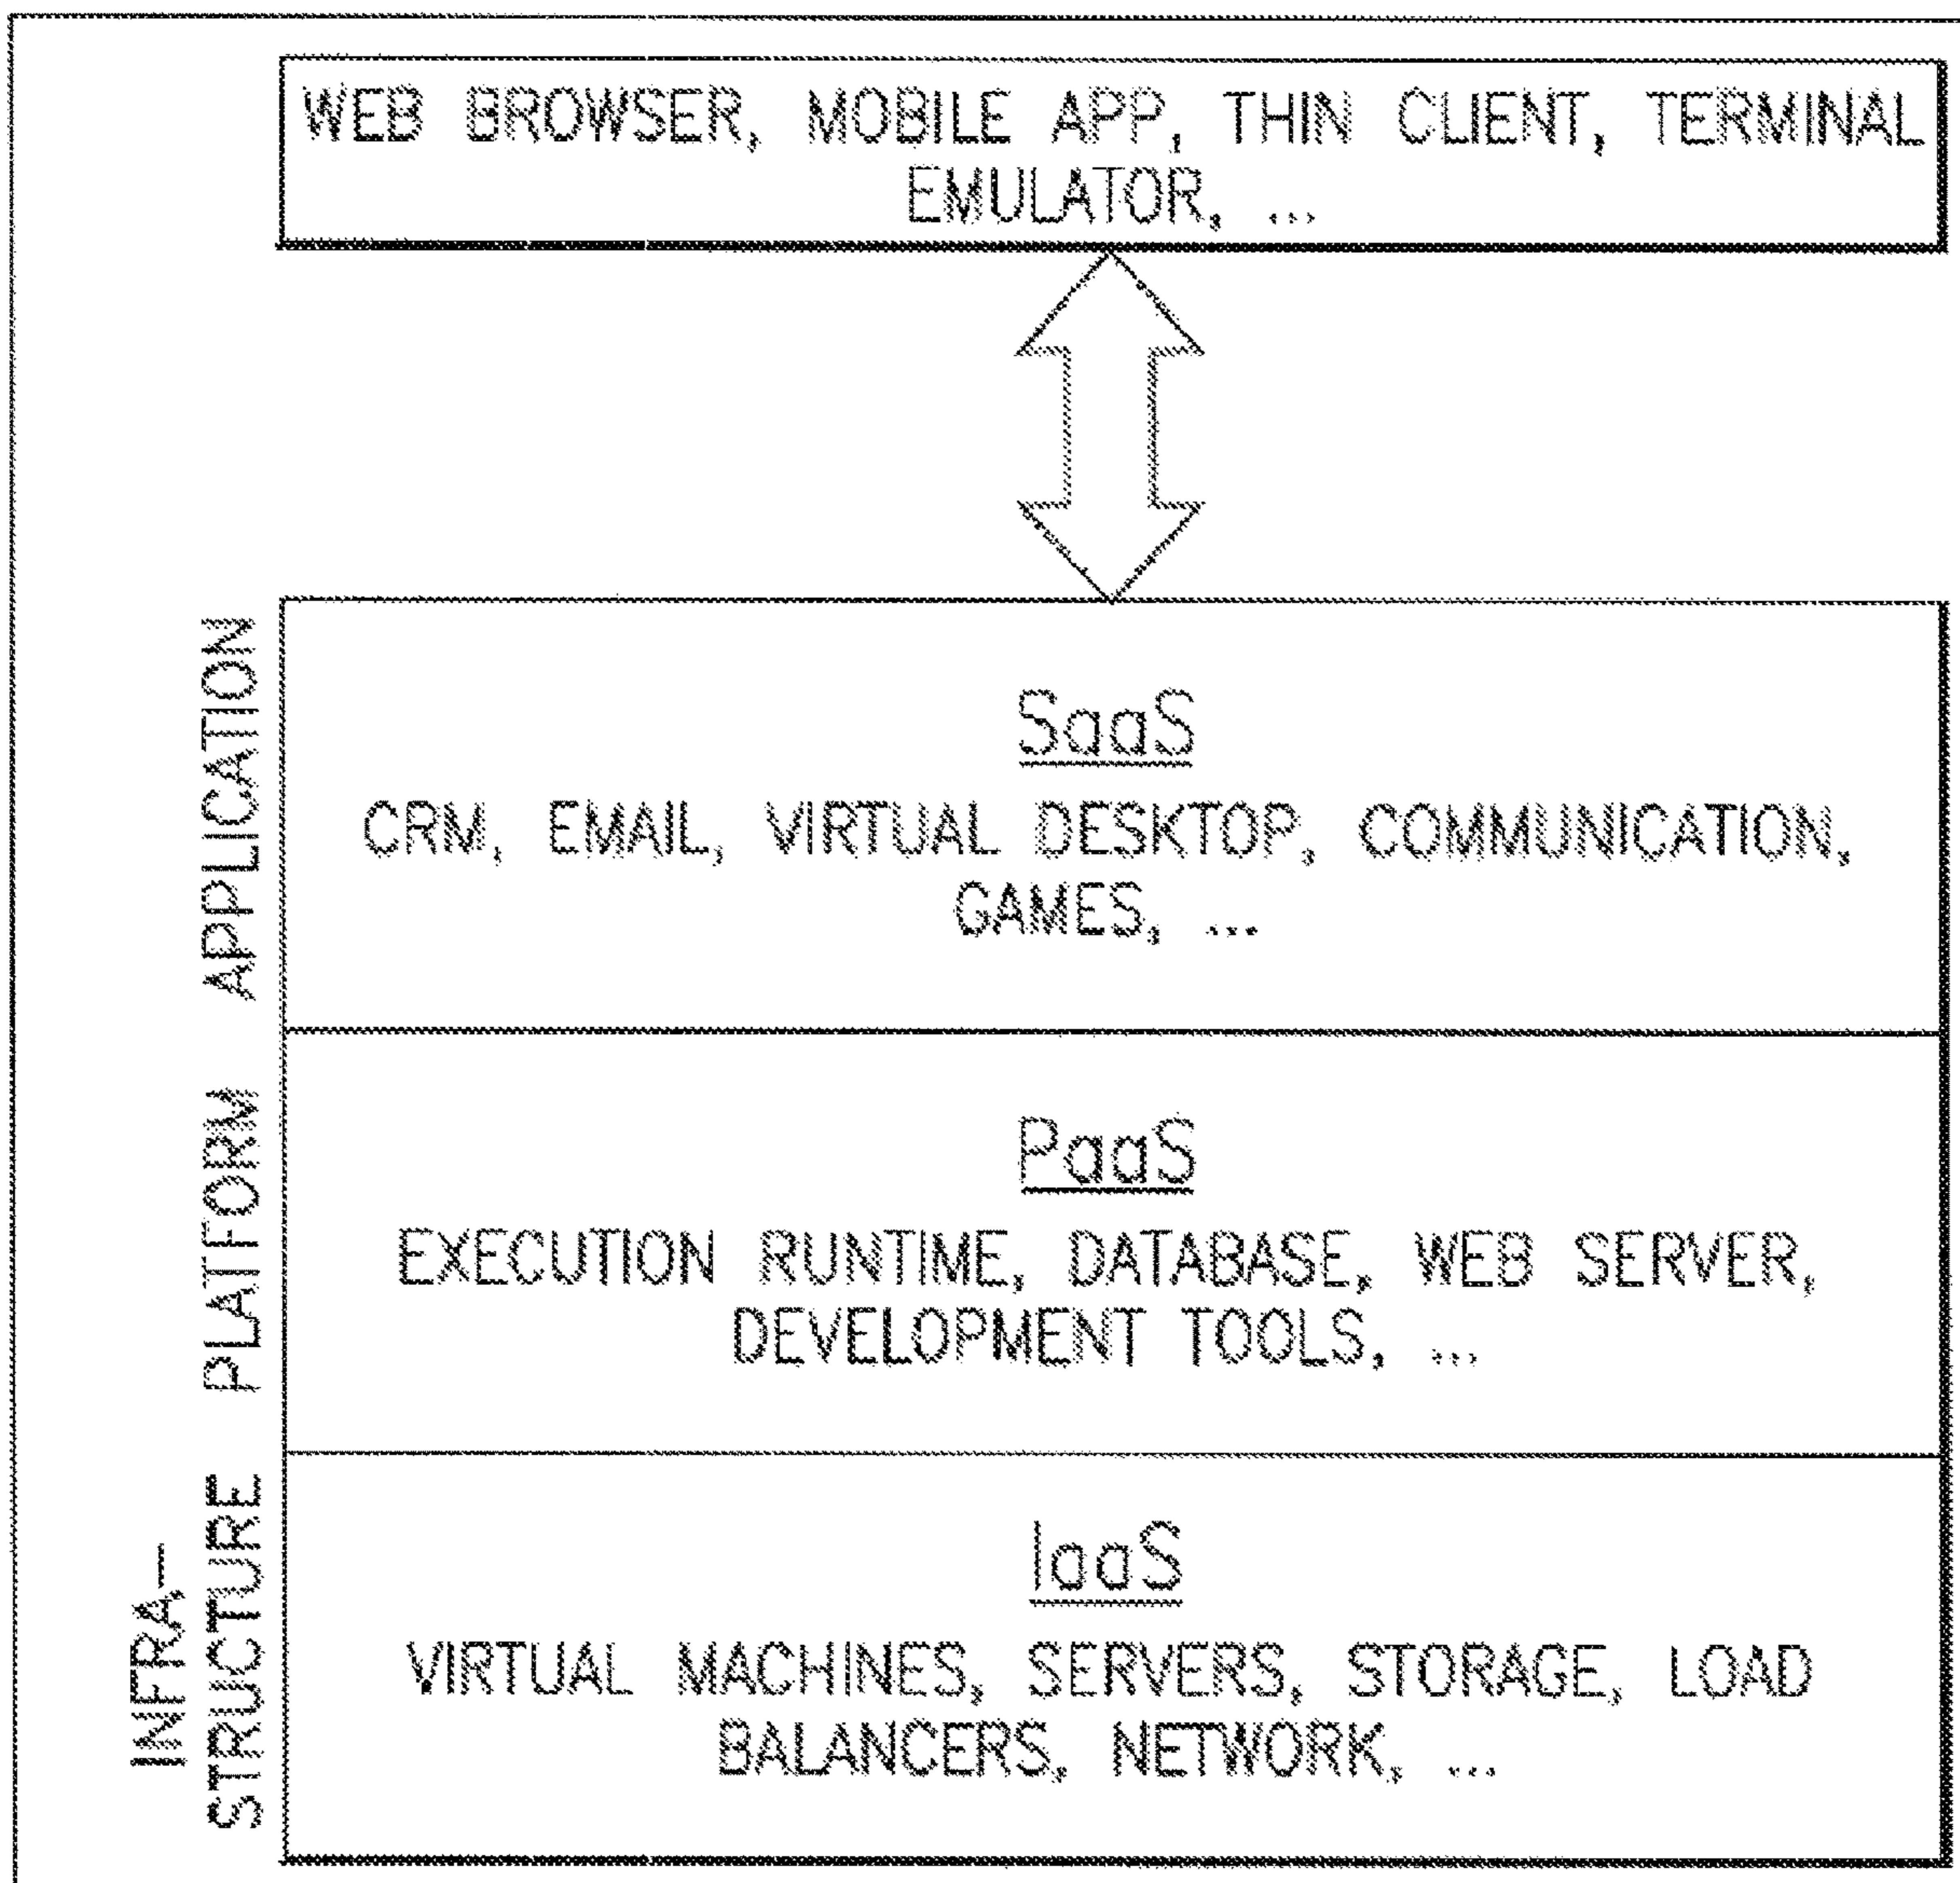 WEB BROWSER, MOBILE APP, THIN CLIENT, TERMINAL
EMULATOR, ...
APPLICATION
SaaS
CRM, EMAIL, VIRTUAL DESKTOP, COMMUNICATION,
GAMES, ...
PLATFORM
PaaS
EXECUTION RUNTIME, DATABASE, WEB SERVER,
DEVELOPMENT TOOLS, ...
INFRA-
STRUCTURE
IaaS
VIRTUAL MACHINES, SERVERS, STORAGE, LOAD
BALANCERS, NETWORK, ...